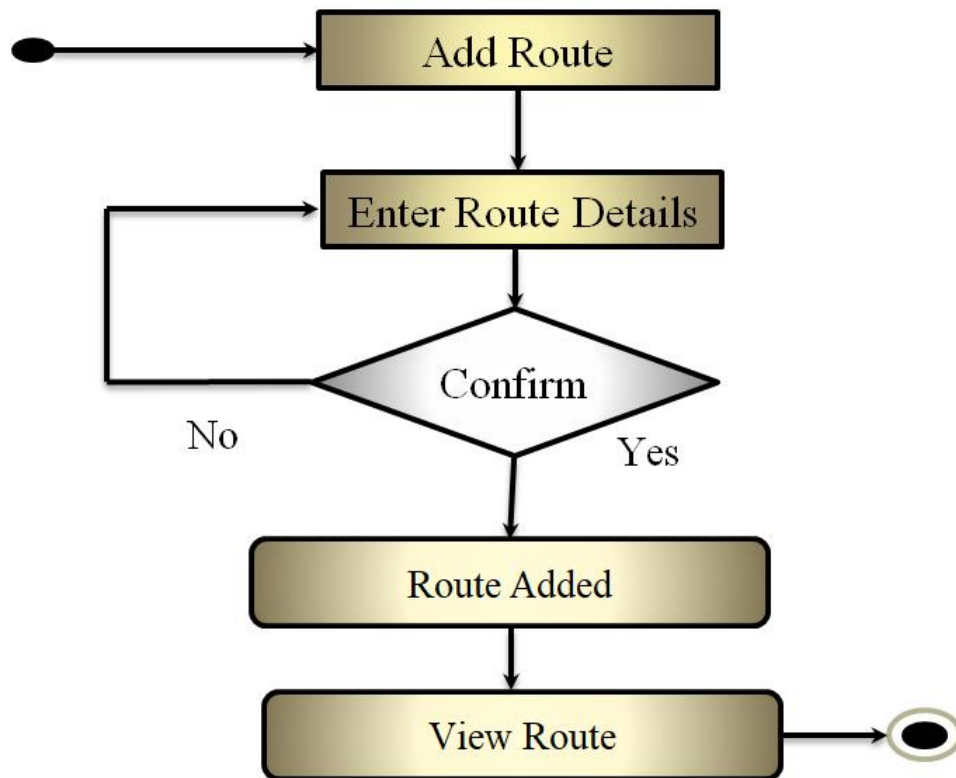 Add Route
Enter Route Details
Confirm
No
Yes
Route Added
View Route